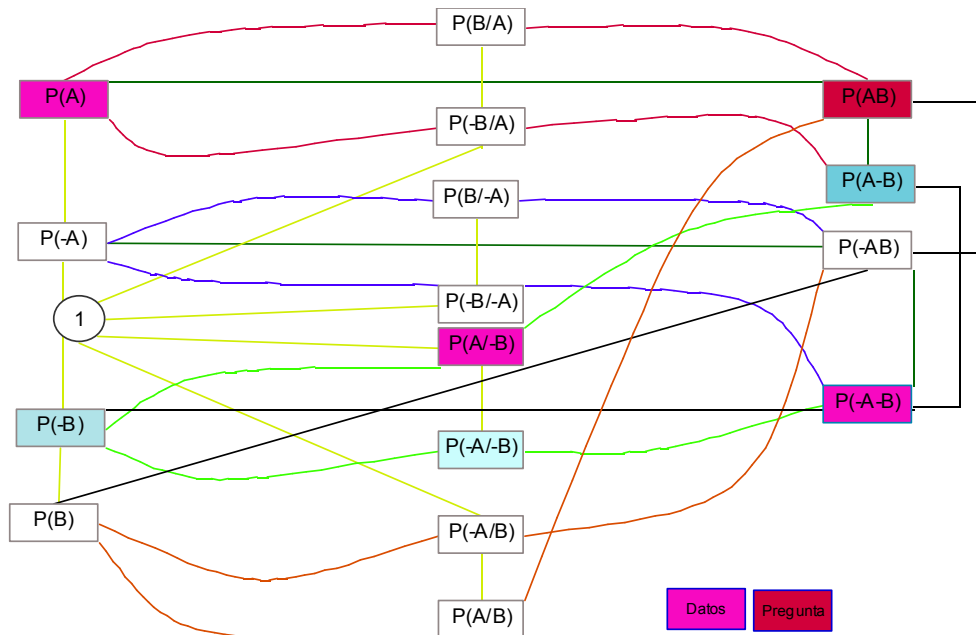 P(B/A)
P(A)
P(AB)
P(-B/A)
P(A-B)
P(B/-A)
P(-A)
P(-AB)
P(-B/-A)
1
P(A/-B)
P(-A-B)
P(-B)
P(-A/-B)
P(B)
P(-A/B)
P(A/B)
Datos
Pregunta